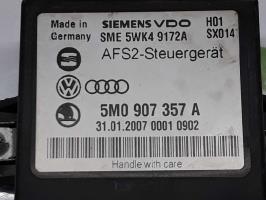 Made in
Germany
SIEMENS VDO
SME 5WK4 9172A
H01
SX014
AFS2-Steuergerät
5M0 907 357 A
31.01.2007 0001 0902
Handle with care